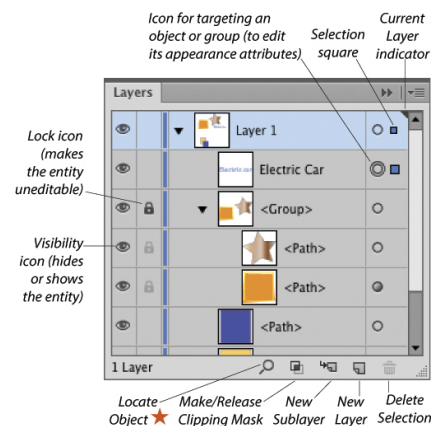 Icon for targeting an
object or group (to edit
its appearance attributes)
Selection
square
Current
Layer
indicator
Layers
Lock icon
(makes
the entity
uneditable)
Visibility
icon (hides
or shows
the entity)
Layer 1
Electric car
Electric Car
<Group>
<Path>
<Path>
<Path>
1 Layer
Locate
Object
Make/Release
Clipping Mask
New
Sublayer
New
Layer
Delete
Selection